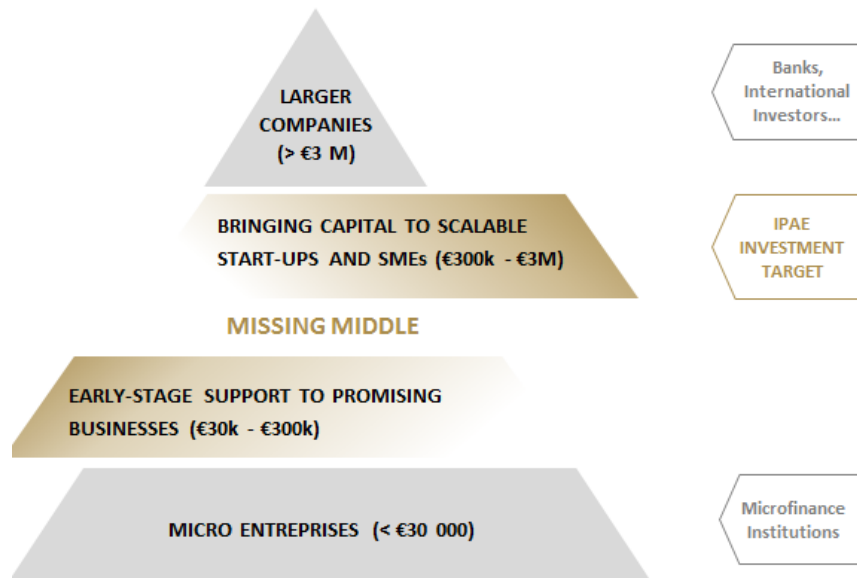 LARGER
COMPANIES
(> €3 M)
Banks,
International
Investors...
BRINGING CAPITAL TO SCALABLE
START-UPS AND SMEs (€300k - €3M)
IPAE
INVESTMENT
TARGET
MISSING MIDDLE
EARLY-STAGE SUPPORT TO PROMISING
BUSINESSES (€30k - €300k)
MICRO ENTREPRISES (< €30 000)
Microfinance
Institutions